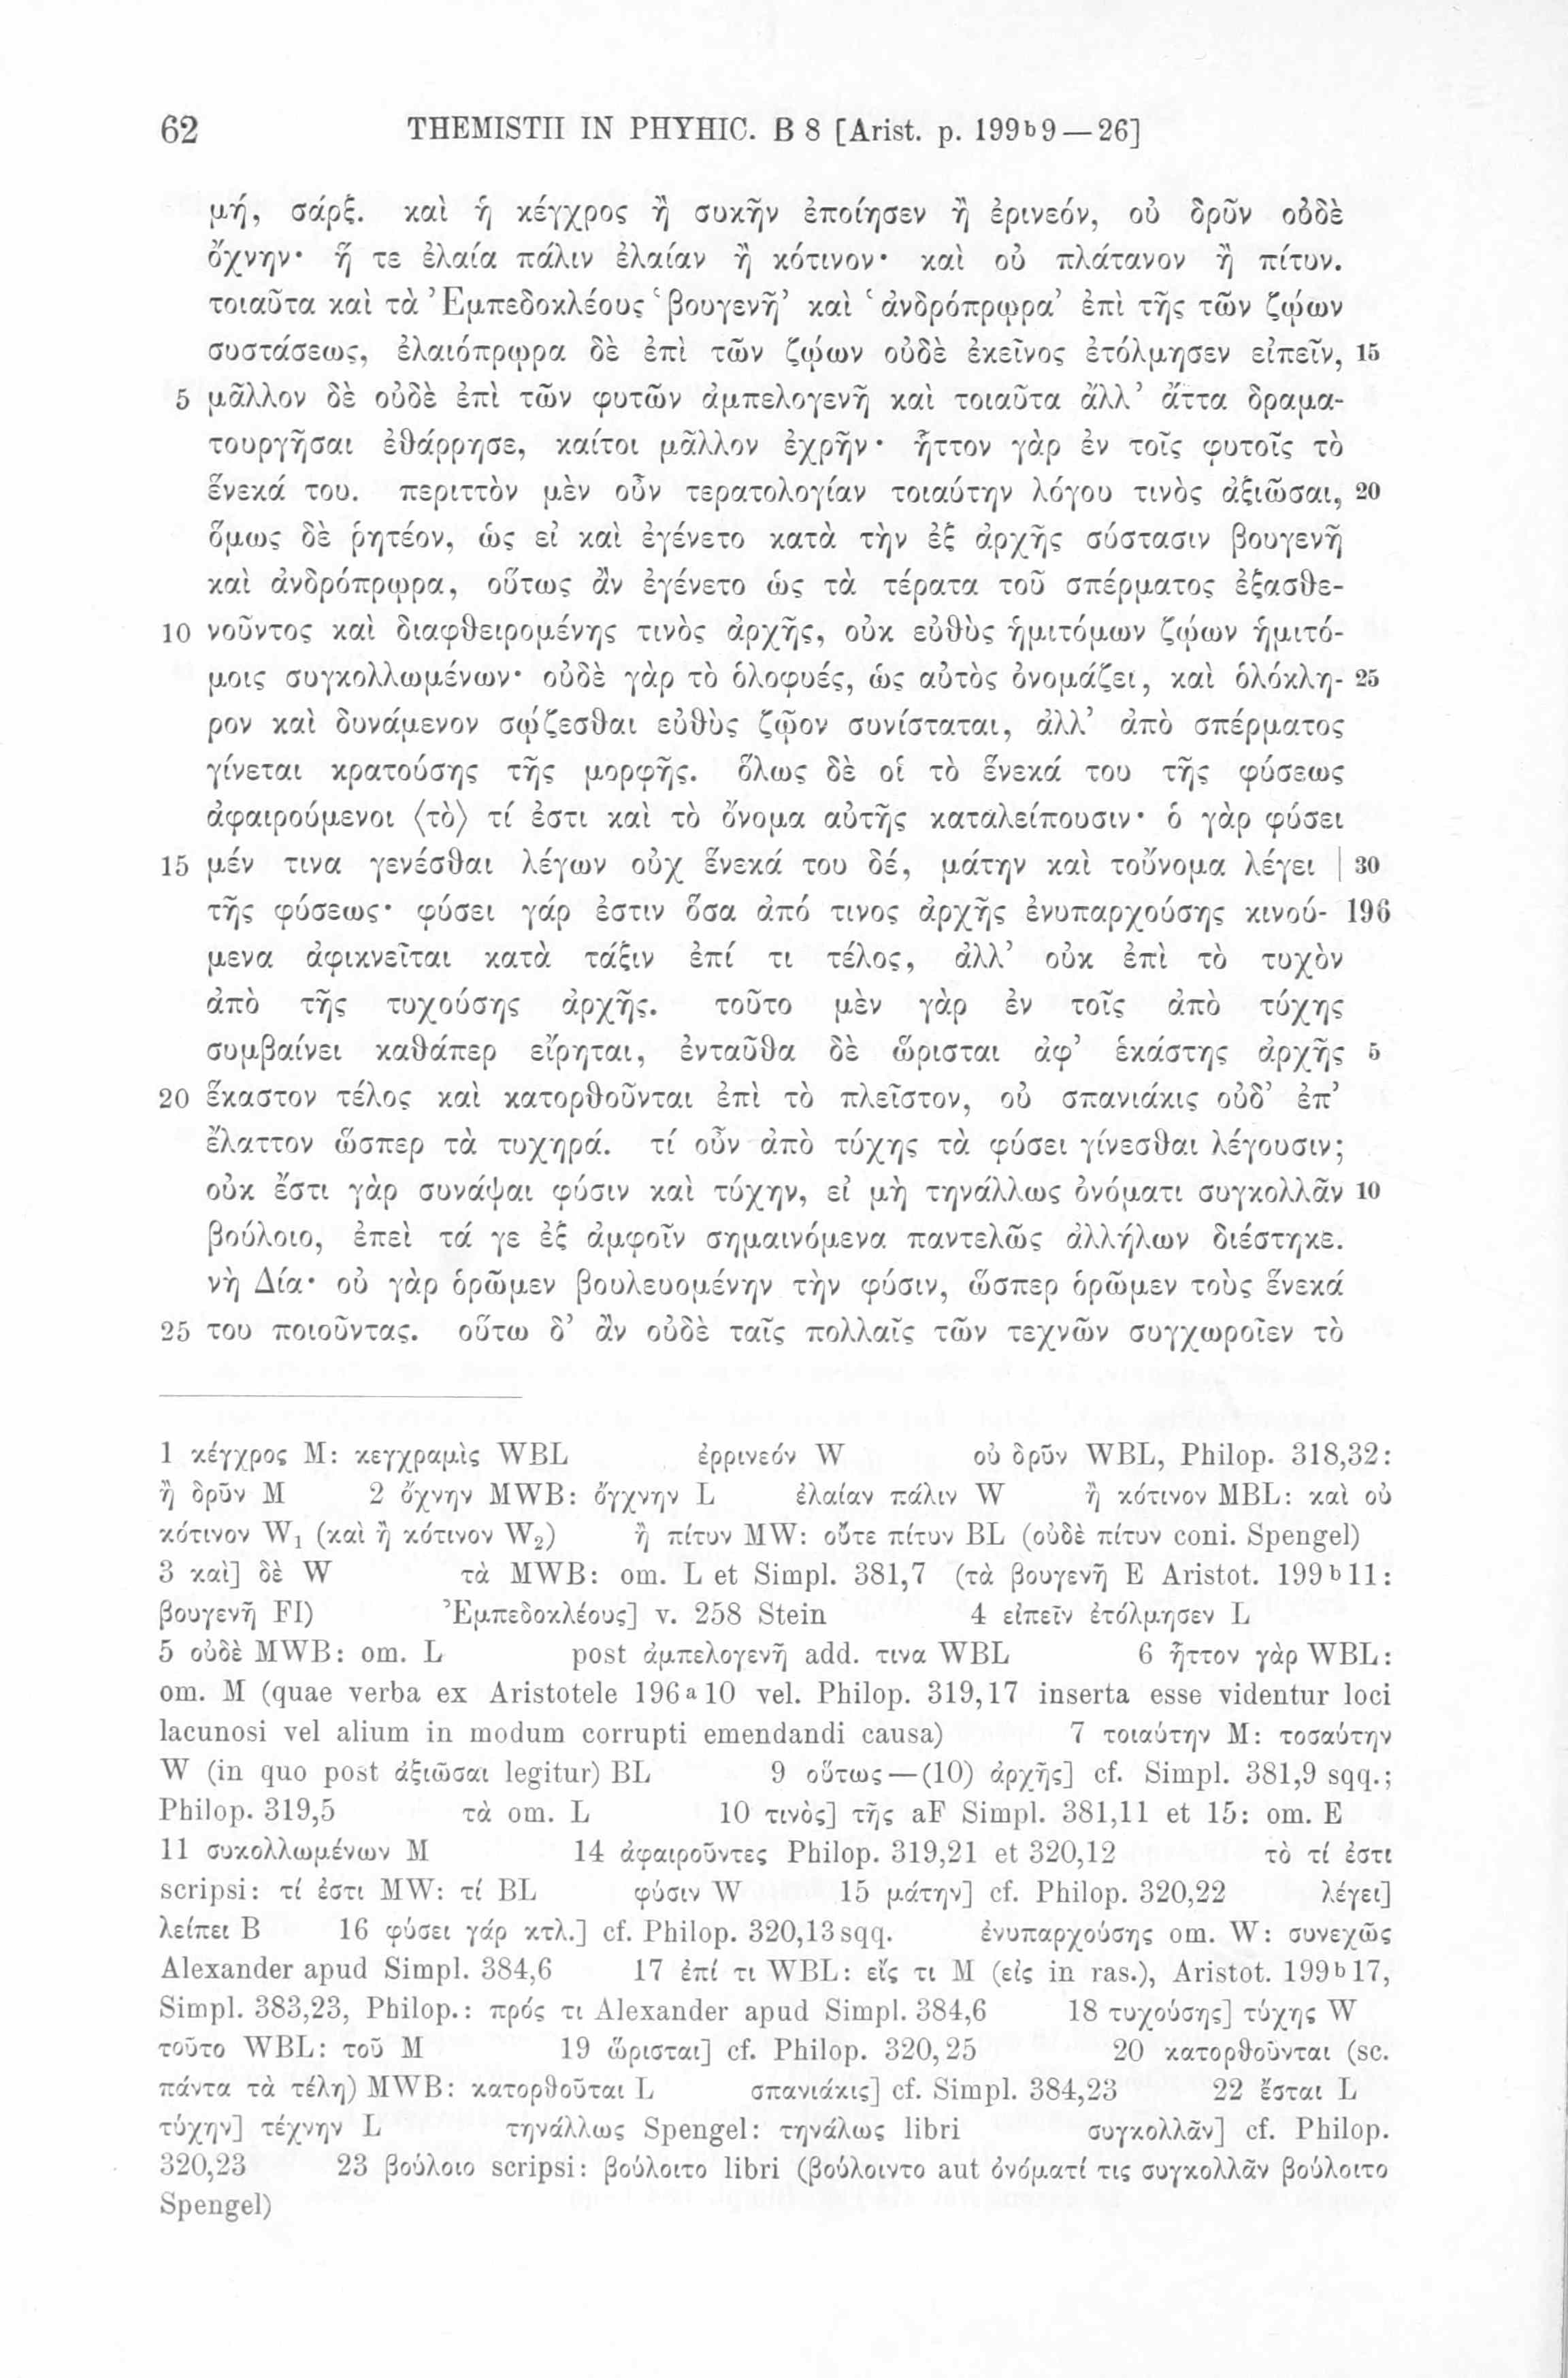 62 THEMISTII IN PHYHIC. B 8 [Arist. p. 199b9—26]
μή, σάρξ. καὶ ἡ κέγχρος ἢ συκῆν ἐποίησεν ἢ ἐρινεόν, οὐ δρῦν οὐδὲ
ὄχνην· ἥ τε ἐλαία πάλιν ἐλαίαν ἢ κότινον· καὶ οὐ πλάτανον ἢ πίτυν.
τοιαῦτα καὶ τὰ Ἐμπεδοκλέους ‘βουγενῆ’ καὶ ‘ἀνδρόπρῳρα’ ἐπὶ τῆς τῶν ζῴων
συστάσεως, ἐλαιόπρῳρα δὲ ἐπὶ τῶν ζῴων οὐδὲ ἐκεῖνος ἐτόλμησεν εἰπεῖν, 15
5 μᾶλλον δὲ οὐδὲ ἐπὶ τῶν φυτῶν ἀμπελογενῆ καὶ τοιαῦτα ἄλλ’ ἄττα δραμα-
τουργῆσαι ἐθάρρησε, καίτοι μᾶλλον ἐχρῆν· ἧττον γὰρ ἐν τοῖς φυτοῖς τὸ
ἕνεκά του. περιττὸν μὲν οὖν τερατολογίαν τοιαύτην λόγου τινὸς ἀξιῶσαι, 20
ὅμως δὲ ῥητέον, ὡς εἰ καὶ ἐγένετο κατὰ τὴν ἐξ ἀρχῆς σύστασιν βουγενῆ
καὶ ἀνδρόπρῳρα, οὕτως ἂν ἐγένετο ὡς τὰ τέρατα τοῦ σπέρματος ἐξασθε-
10 νοῦντος καὶ διαφθειρομένης τινὸς ἀρχῆς, οὐκ εὐθὺς ἡμιτόμων ζῴων ἡμιτό-
μοις συγκολλωμένων· οὐδὲ γὰρ τὸ ὁλοφυές, ὡς αὐτὸς ὀνομάζει, καὶ ὁλόκλη- 25
ρον καὶ δυνάμενον σῴζεσθαι εὐθὺς ζῷον συνίσταται, ἀλλ’ ἀπὸ σπέρματος
γίνεται κρατούσης τῆς μορφῆς. ὅλως δὲ οἱ τὸ ἕνεκά του τῆς φύσεως
ἀφαιρούμενοι ⟨τὸ⟩ τί ἐστι καὶ τὸ ὄνομα αὐτῆς καταλείπουσιν· ὁ γὰρ φύσει
15 μέν τινα γενέσθαι λέγων οὐχ ἕνεκά του δέ, μάτην καὶ τοὔνομα λέγει | 30
τῆς φύσεως· φύσει γάρ ἐστιν ὅσα ἀπό τινος ἀρχῆς ἐνυπαρχούσης κινού- 196
μενα ἀφικνεῖται κατὰ τάξιν ἐπί τι τέλος, ἀλλ’ οὐκ ἐπὶ τὸ τυχὸν
ἀπὸ τῆς τυχούσης ἀρχῆς. τοῦτο μὲν γὰρ ἐν τοῖς ἀπὸ τύχης
συμβαίνει καθάπερ εἴρηται, ἐνταῦθα δὲ ὥρισται ἀφ’ ἑκάστης ἀρχῆς 5
20 ἕκαστον τέλος καὶ κατορθοῦνται ἐπὶ τὸ πλεῖστον, οὐ σπανιάκις οὐδ’ ἐπ’
ἔλαττον ὥσπερ τὰ τυχηρά. τί οὖν ἀπὸ τύχης τὰ φύσει γίνεσθαι λέγουσιν;
οὐκ ἔστι γὰρ συνάψαι φύσιν καὶ τύχην, εἰ μὴ τηνάλλως ὀνόματι συγκολλᾶν 10
βούλοιο, ἐπεὶ τά γε ἐξ ἀμφοῖν σημαινόμενα παντελῶς ἀλλήλων διέστηκε.
νὴ Δία· οὐ γὰρ ὁρῶμεν βουλευομένην τὴν φύσιν, ὥσπερ ὁρῶμεν τοὺς ἕνεκά
25 του ποιοῦντας. οὕτω δ’ ἂν οὐδὲ ταῖς πολλαῖς τῶν τεχνῶν συγχωροῖεν τὸ
1 κέγχρος M: κεγχραμὶς WBL ἐρρινεόν W οὐ δρῦν WBL, Philop. 318,32:
ἢ δρῦν M 2 ὄχνην MWB: ὄγχνην L ἐλαίαν πάλιν W ἢ κότινον MBL: καὶ οὐ
κότινον W1 (καὶ ἢ κότινον W2) ἢ πίτυν MW: οὔτε πίτυν BL (οὐδὲ πίτυν coni. Spengel)
3 καὶ] δὲ W τὰ MWB: om. L et Simpl. 381,7 (τὰ βουγενῆ E Aristot. 199b11:
βουγενῆ FI) Ἐμπεδοκλέους] v. 258 Stein 4 εἰπεῖν ἐτόλμησεν L
5 οὐδὲ MWB: om. L post ἀμπελογενῆ add. τινα WBL 6 ἧττον γὰρ WBL:
om. M (quae verba ex Aristotele 196a10 vel. Philop. 319,17 inserta esse videntur loci
lacunosi vel alium in modum corrupti emendandi causa) 7 τοιαύτην M: τοσαύτην
W (in quo post ἀξιῶσαι legitur) BL 9 οὕτως—(10) ἀρχῆς] cf. Simpl. 381,9 sqq.;
Philop. 319,5 τὰ om. L 10 τινὸς] τῆς aF Simpl. 381,11 et 15: om. E
11 συκολλωμένων M 14 ἀφαιροῦντες Philop. 319,21 et 320,12 τὸ τί ἐστι
scripsi: τί ἐστι MW: τί BL φύσιν W 15 μάτην] cf. Philop. 320,22 λέγει]
λείπει B 16 φύσει γάρ κτλ.] cf. Philop. 320,13 sqq. ἐνυπαρχούσης om. W: συνεχῶς
Alexander apud Simpl. 384,6 17 ἐπί τι WBL: εἴς τι M (εἰς in ras.), Aristot. 199b17,
Simpl. 383,23, Philop.: πρός τι Alexander apud Simpl. 384,6 18 τυχούσης] τύχης W
τοῦτο WBL: τοῦ M 19 ὥρισται] cf. Philop. 320,25 20 κατορθοῦνται (sc.
πάντα τὰ τέλη) MWB: κατορθοῦται L σπανιάκις] cf. Simpl. 384,23 22 ἔσται L
τύχην] τέχνην L τηνάλλως Spengel: τηνάλως libri συγκολλᾶν] cf. Philop.
320,23 23 βούλοιο scripsi: βούλοιτο libri (βούλοιντο aut ὀνόματί τις συγκολλᾶν βούλοιτο
Spengel)